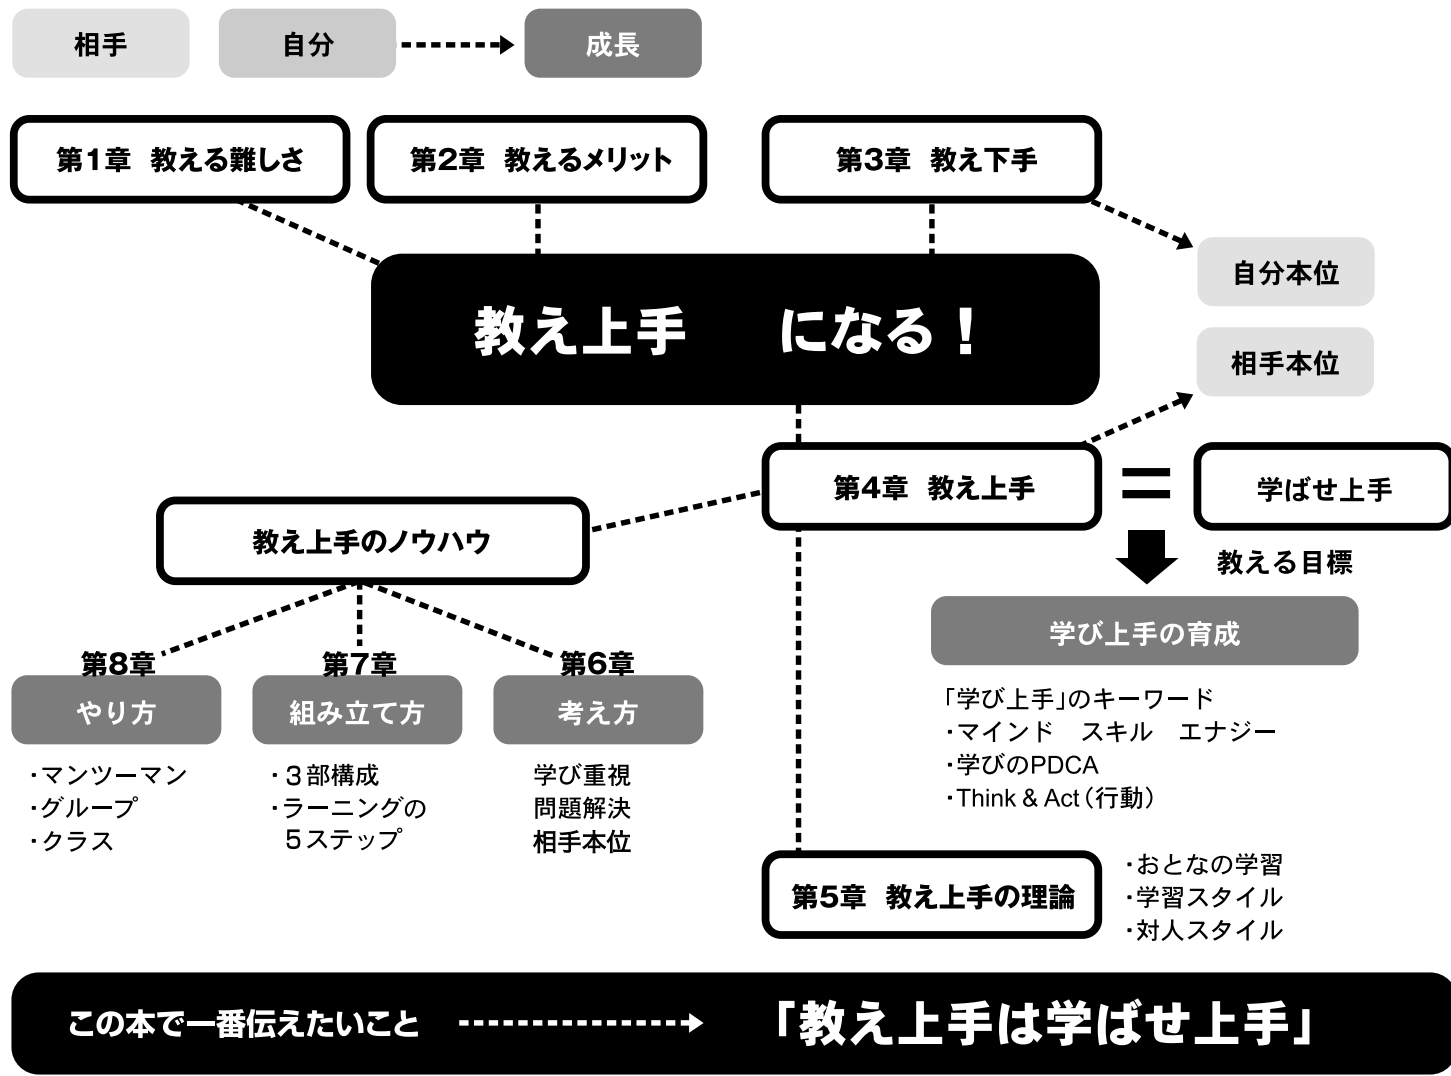 相手
自分
成長
第1章 教える難しさ
第2章 教えるメリット
第3章 教え下手
自分本位
教え上手 になる！
相手本位
第4章 教え上手
＝
学ばせ上手
教え上手のノウハウ
教える目標
学び上手の育成
「学び上手」のキーワード
・マインド スキル エナジー
・学びのPDCA
・Think & Act（行動）
第8章
やり方
・マンツーマン
・グループ
・クラス
第7章
組み立て方
・3部構成
・ラーニングの
5ステップ
第6章
考え方
学び重視
問題解決
相手本位
第5章 教え上手の理論
・おとなの学習
・学習スタイル
・対人スタイル
この本で一番伝えたいこと
「教え上手は学ばせ上手」